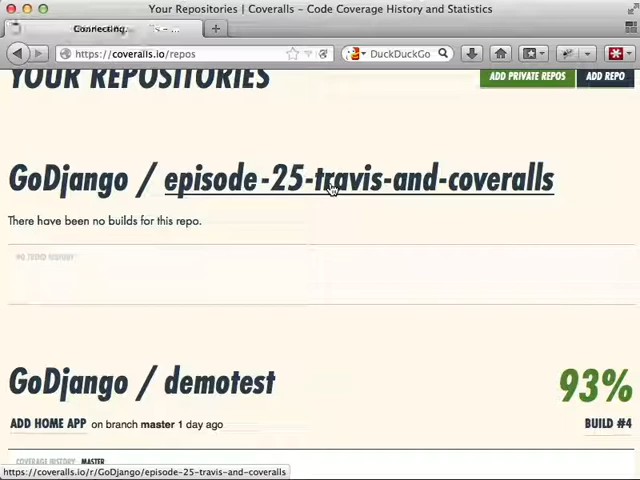 Your Repositories | Coveralls - Code Coverage History and Statistics
Connecting...
https://coveralls.io/repos
DuckDuckGo
YOUR REPOSITORIES
ADD PRIVATE REPOS
ADD REPO
GoDjango / episode-25-travis-and-coveralls
There have been no builds for this repo.
NO TREND HISTORY
GoDjango / demotest
93%
ADD HOME APP on branch master 1 day ago
BUILD #4
COVERAGE HISTORY MASTER
https://coveralls.io/r/GoDjango/episode-25-travis-and-coveralls